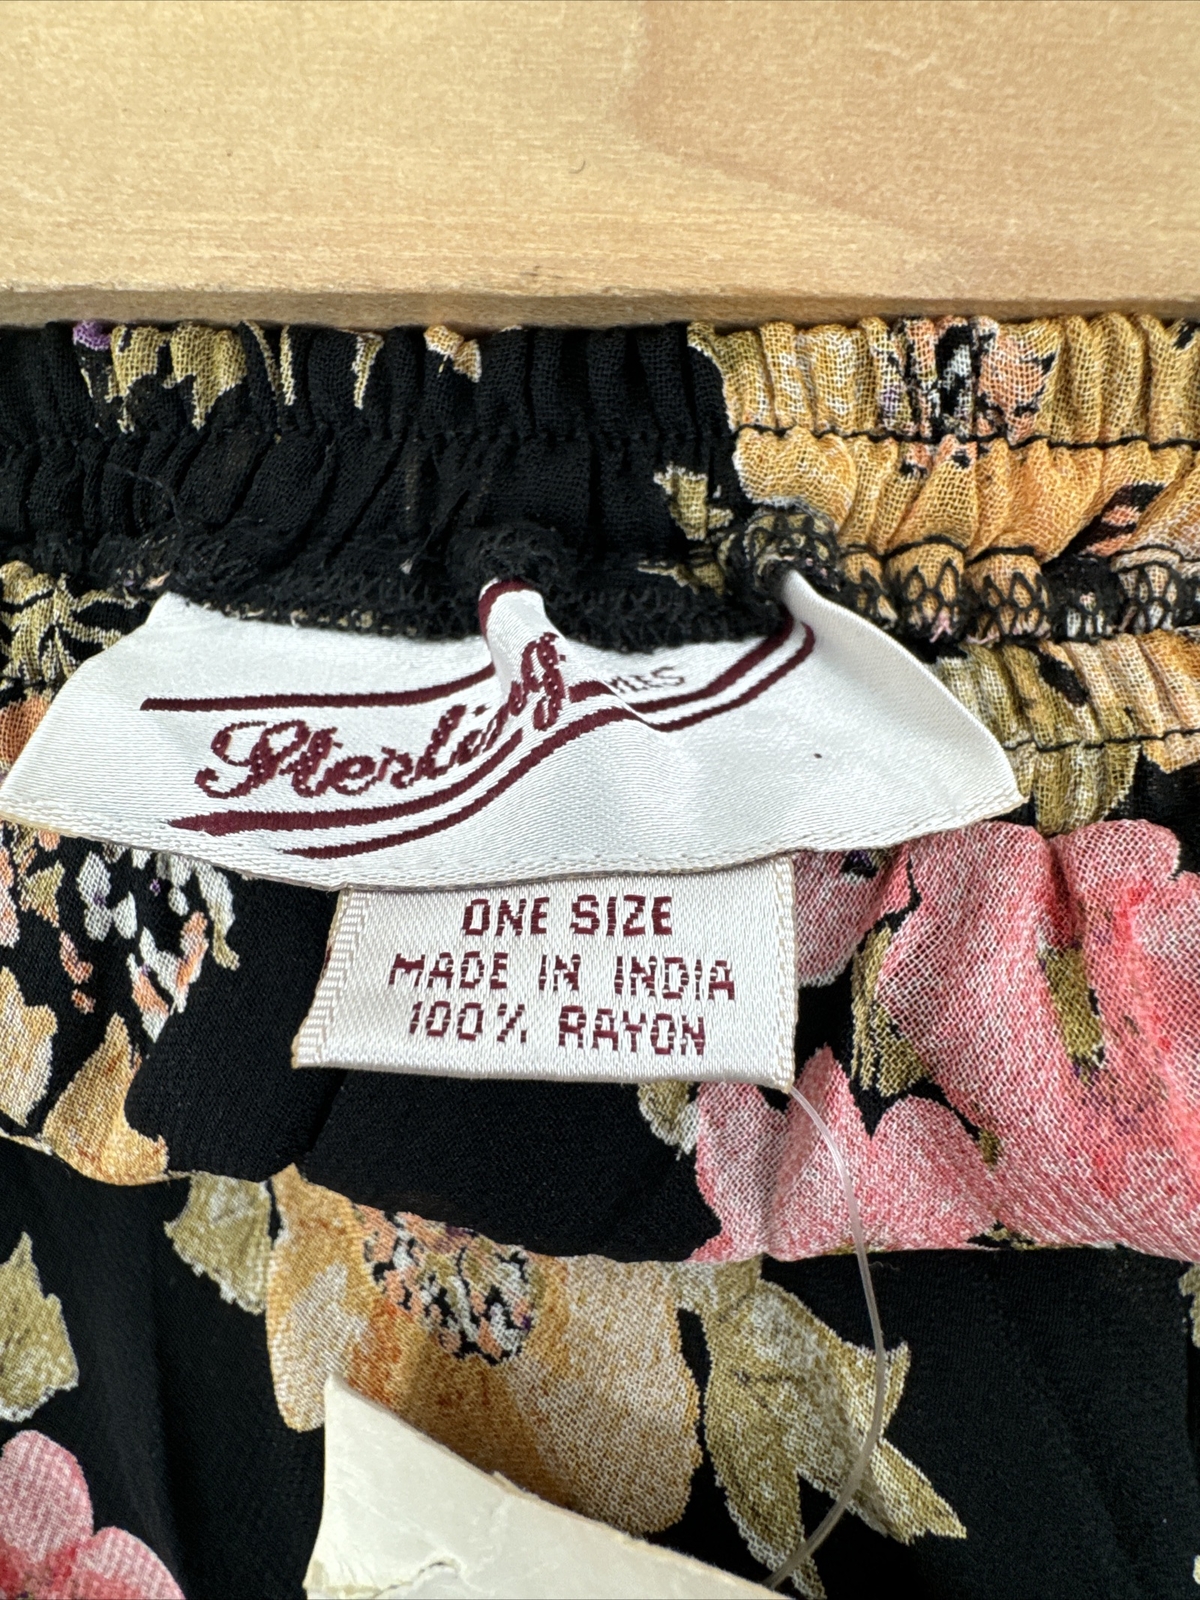 Sterling
ONE SIZE
MADE IN INDIA
100% RAYON